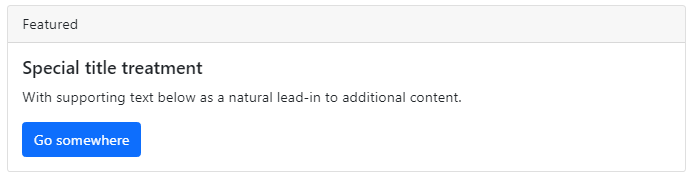 Featured
Special title treatment
With supporting text below as a natural lead-in to additional content.
Go somewhere